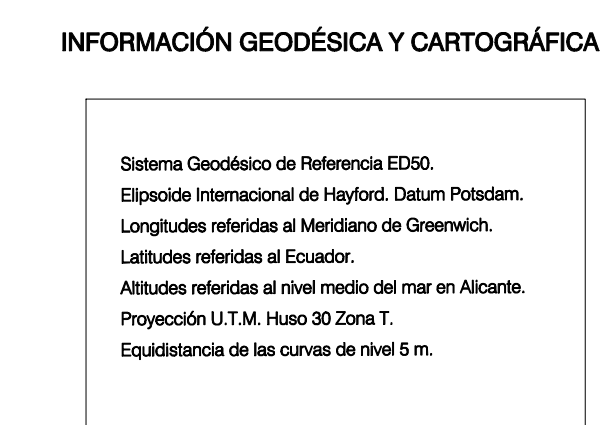 INFORMACIÓN GEODÉSICA Y CARTOGRÁFICA
Sistema Geodésico de Referencia ED50.
Elipsoide Internacional de Hayford. Datum Potsdam.
Longitudes referidas al Meridiano de Greenwich.
Latitudes referidas al Ecuador.
Altitudes referidas al nivel medio del mar en Alicante.
Proyección U.T.M. Huso 30 Zona T.
Equidistancia de las curvas de nivel 5 m.